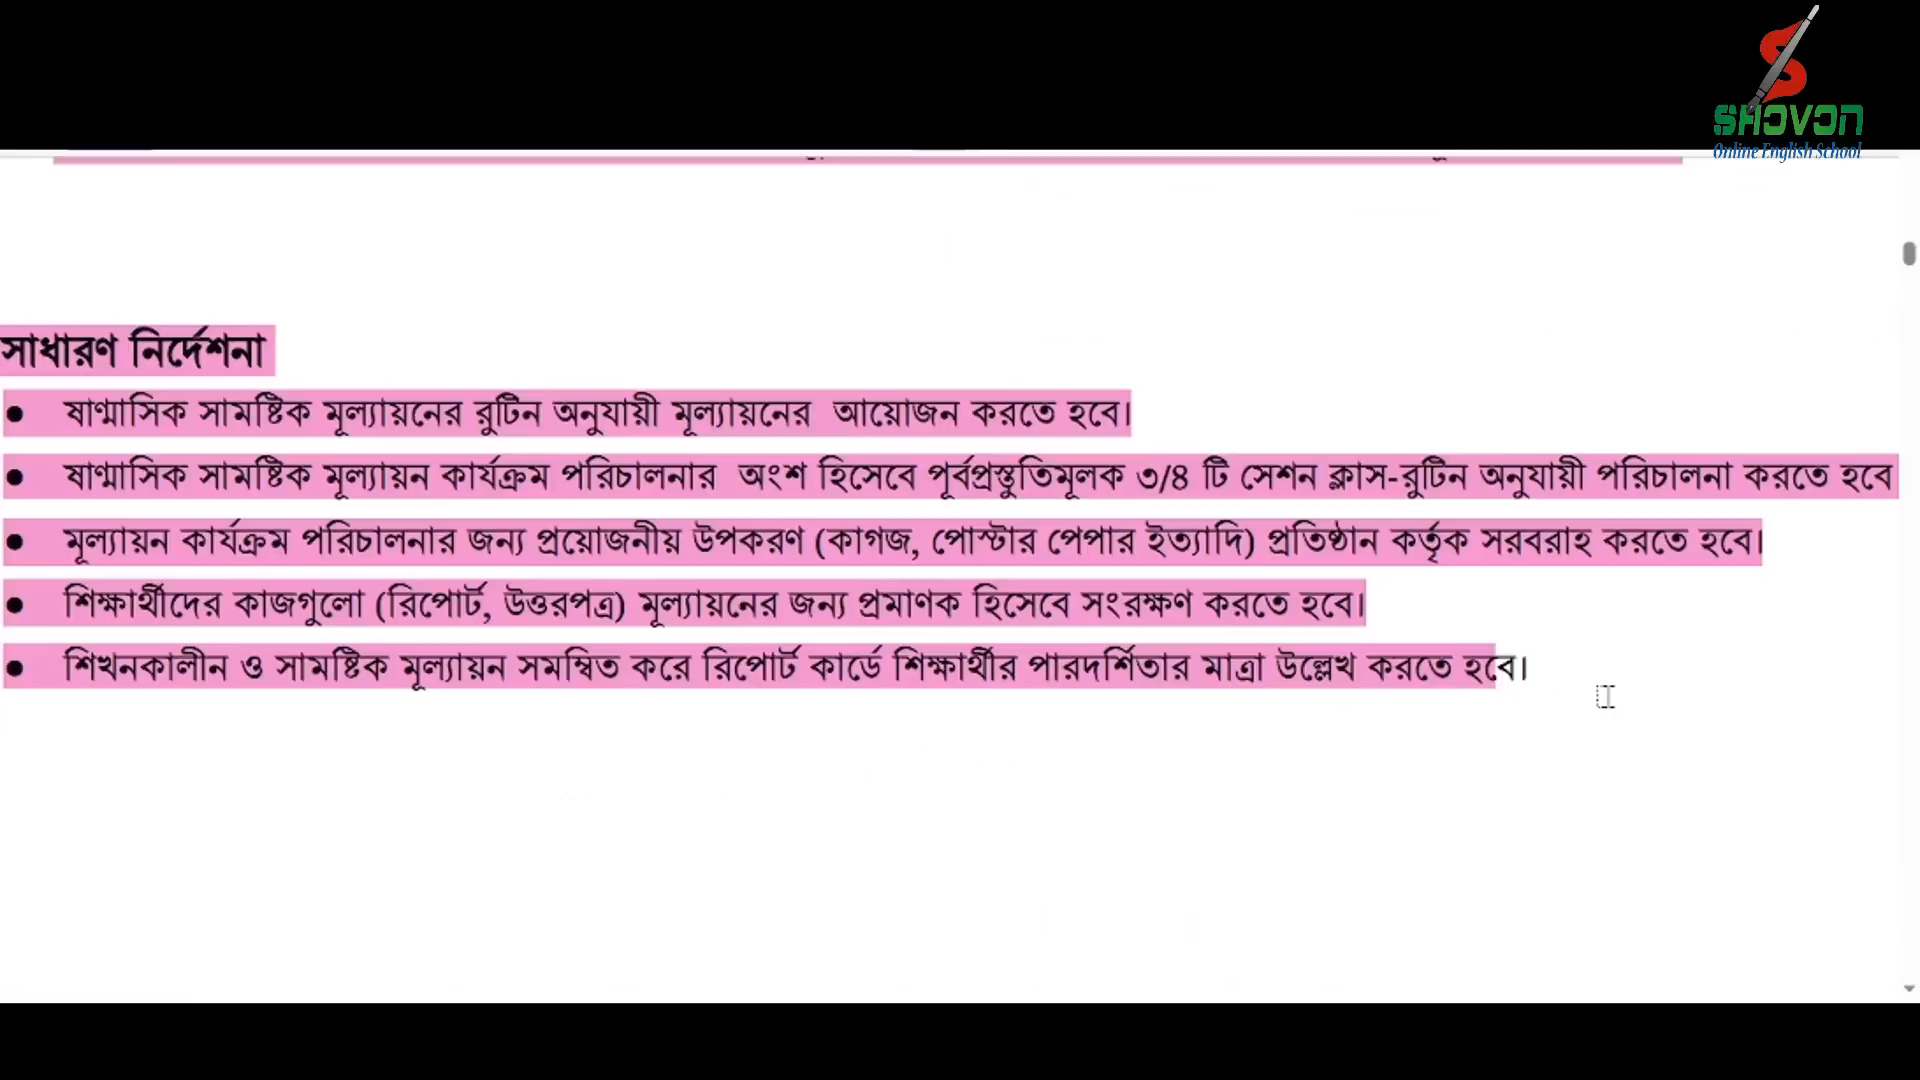 SHOVON
Online English School
সাধারণ নির্দেশনা
● ষাণ্মাসিক সামষ্টিক মূল্যায়নের রুটিন অনুযায়ী মূল্যায়নের আয়োজন করতে হবে।
● ষাণ্মাসিক সামষ্টিক মূল্যায়ন কার্যক্রম পরিচালনার অংশ হিসেবে পূর্বপ্রস্তুতিমূলক ৩/৪ টি সেশন ক্লাস-রুটিন অনুযায়ী পরিচালনা করতে হবে
● মূল্যায়ন কার্যক্রম পরিচালনার জন্য প্রয়োজনীয় উপকরণ (কাগজ, পোস্টার পেপার ইত্যাদি) প্রতিষ্ঠান কর্তৃক সরবরাহ করতে হবে।
● শিক্ষার্থীদের কাজগুলো (রিপোর্ট, উত্তরপত্র) মূল্যায়নের জন্য প্রমাণক হিসেবে সংরক্ষণ করতে হবে।
● শিখনকালীন ও সামষ্টিক মূল্যায়ন সমন্বিত করে রিপোর্ট কার্ডে শিক্ষার্থীর পারদর্শিতার মাত্রা উল্লেখ করতে হবে।